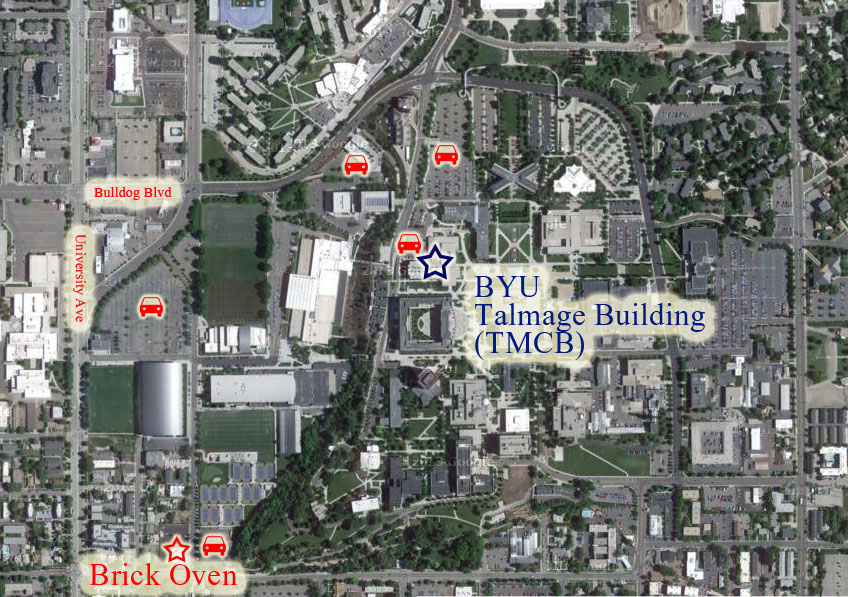 Bulldog Blvd
University Ave
BYU
Talmage Building
(TMCB)
Brick Oven